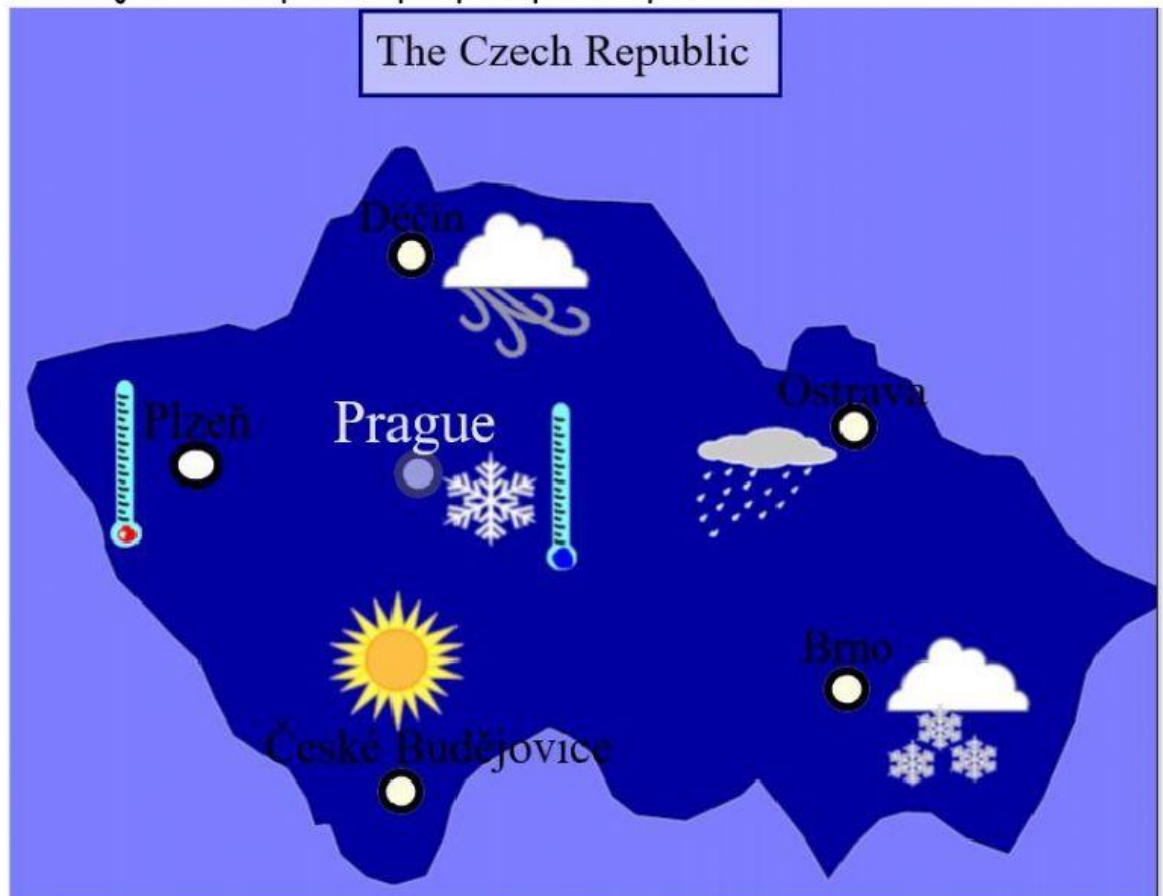 The Czech Republic
Děčín
Ostrava
Plzeň
Prague
Brno
České Budějovice